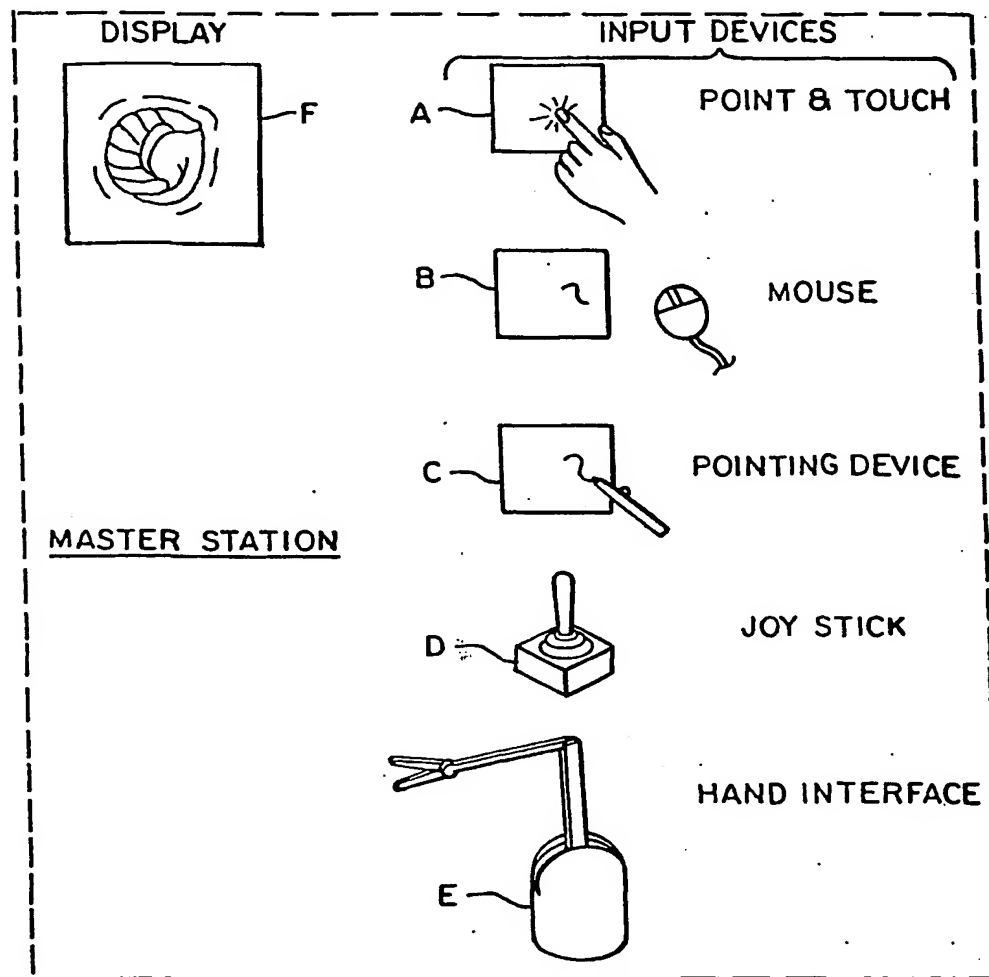 DISPLAY
INPUT DEVICES
F
A
POINT & TOUCH
B
MOUSE
C
POINTING DEVICE
MASTER STATION
D
JOY STICK
HAND INTERFACE
E